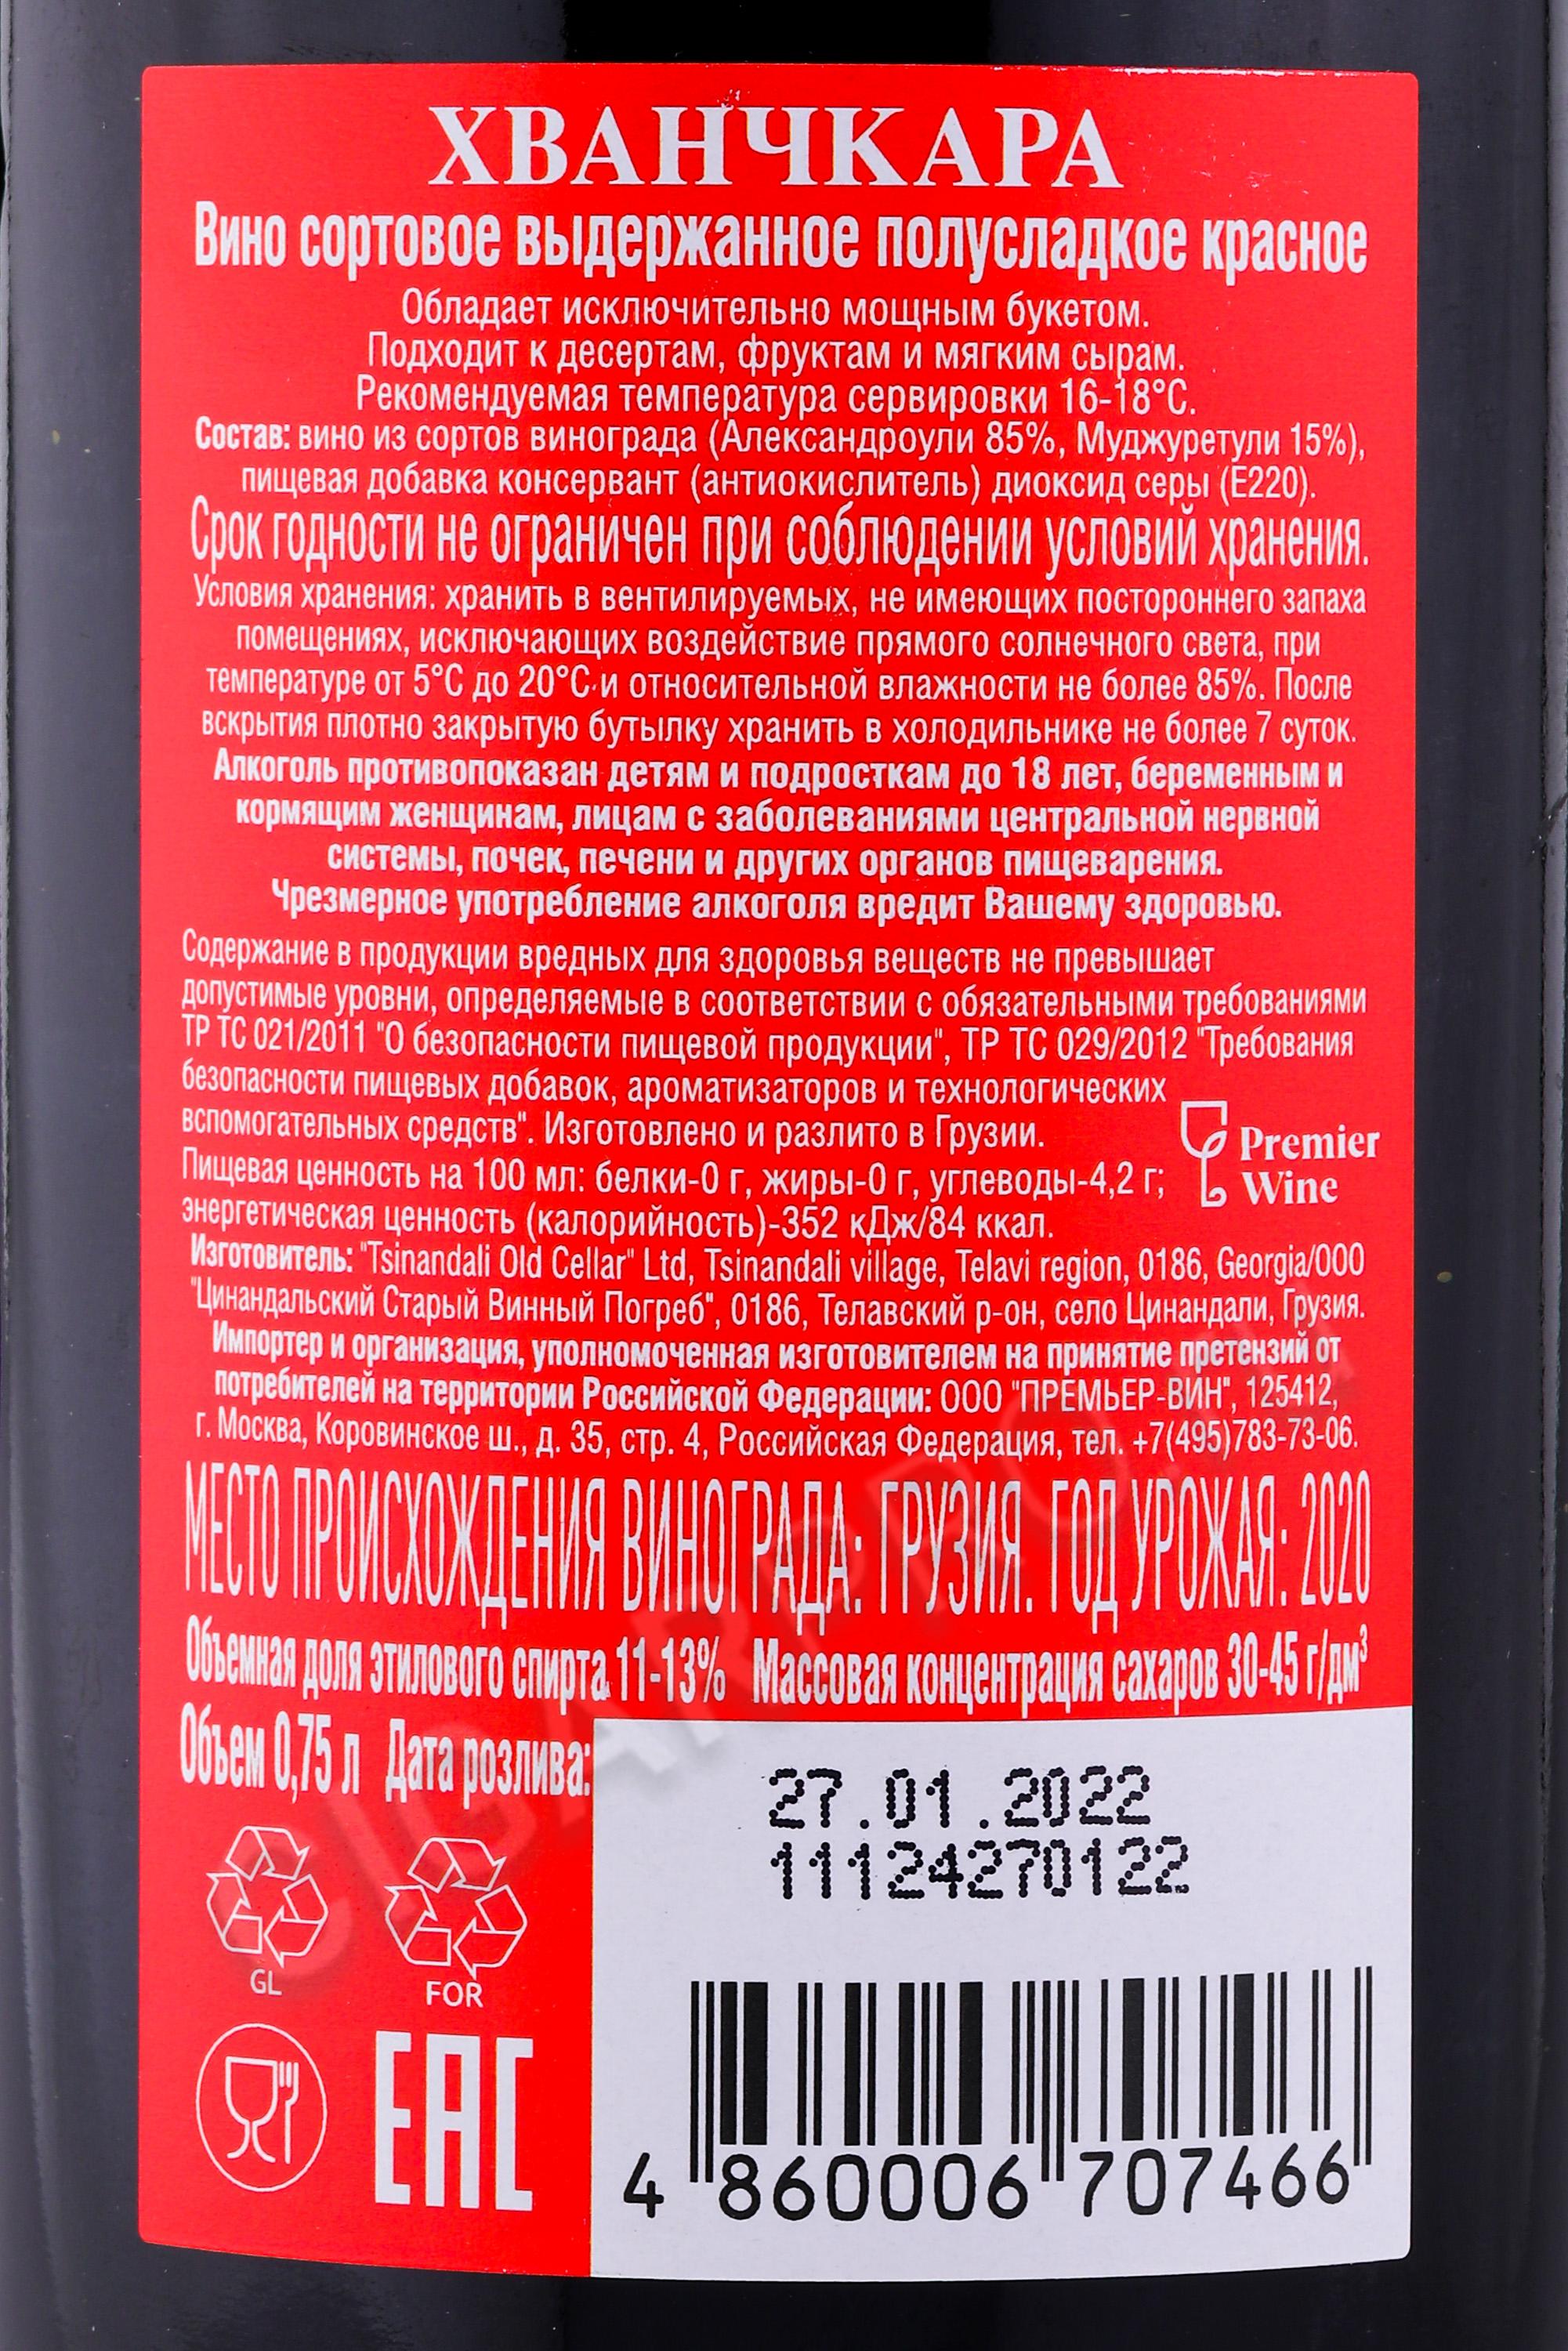 ХВАНЧКАРА
Вино сортовое выдержанное полусладкое красное
Обладает исключительно мощным букетом.
Подходит к десертам, фруктам и мягким сырам.
Рекомендуемая температура сервировки 16-18°С.
Состав: вино из сортов винограда (Александроули 85%, Муджуретули 15%),
пищевая добавка консервант (антиокислитель) диоксид серы (Е220).
Срок годности не ограничен при соблюдении условий хранения.
Условия хранения: хранить в вентилируемых, не имеющих постороннего запаха
помещениях, исключающих воздействие прямого солнечного света, при
температуре от 5°С до 20°С и относительной влажности не более 85%. После
вскрытия плотно закрытую бутылку хранить в холодильнике не более 7 суток.
Алкоголь противопоказан детям и подросткам до 18 лет, беременным и
кормящим женщинам, лицам с заболеваниями центральной нервной
системы, почек, печени и других органов пищеварения.
Чрезмерное употребление алкоголя вредит Вашему здоровью.
Содержание в продукции вредных для здоровья веществ не превышает
допустимые уровни, определяемые в соответствии с обязательными требованиями
ТР ТС 021/2011 "О безопасности пищевой продукции", ТР ТС 029/2012 "Требования
безопасности пищевых добавок, ароматизаторов и технологических
вспомогательных средств". Изготовлено и разлито в Грузии.
Premier
Wine
Пищевая ценность на 100 мл: белки-0 г, жиры-0 г, углеводы-4,2 г;
энергетическая ценность (калорийность)-352 кДж/84 ккал.
Изготовитель: "Tsinandali Old Cellar" Ltd, Tsinandali village, Telavi region, 0186, Georgia/ООО
"Цинандальский Старый Винный Погреб", 0186, Телавский р-он, село Цинандали, Грузия.
Импортер и организация, уполномоченная изготовителем на принятие претензий от
потребителей на территории Российской Федерации: ООО "ПРЕМЬЕР-ВИН", 125412,
г. Москва, Коровинское ш., д. 35, стр. 4, Российская Федерация, тел. +7(495)783-73-06.
МЕСТО ПРОИСХОЖДЕНИЯ ВИНОГРАДА: ГРУЗИЯ. ГОД УРОЖАЯ: 2020
Объемная доля этилового спирта 11-13% Массовая концентрация сахаров 30-45 г/дм³
Объем 0,75 л Дата розлива:
27.01.2022
11124270122
GL
FOR
EAC
4 860006 707466